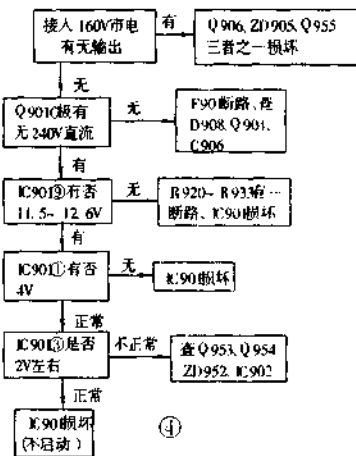 接入160V市电
有无输出
有
Q906、ZD905、Q955
三者之一损坏
无
Q901C极有
无240V直流
无
F901断路、查
D908、Q901、
C906
有
IC901⑨有否
11.5~12.6V
无
R920~R933有一
断路、IC901损坏
有
IC901①有否
4V
无
IC901损坏
正常
IC901③是否
2V左右
不正常
查Q953、Q954
ZD952、IC902
正常
IC901损坏
(不启动)
④